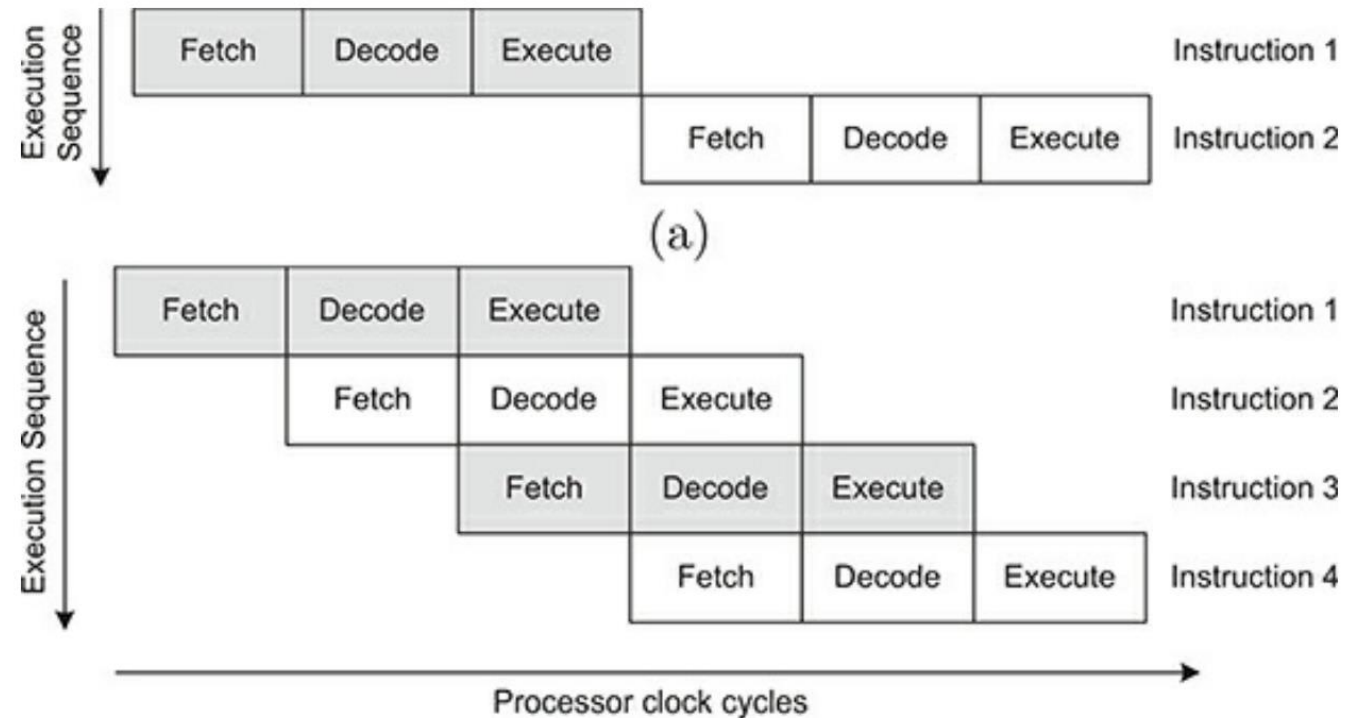 Execution Sequence
Fetch Decode Execute Instruction 1
Fetch Decode Execute Instruction 2
(a)
Execution Sequence
Fetch Decode Execute Instruction 1
Fetch Decode Execute Instruction 2
Fetch Decode Execute Instruction 3
Fetch Decode Execute Instruction 4
Processor clock cycles